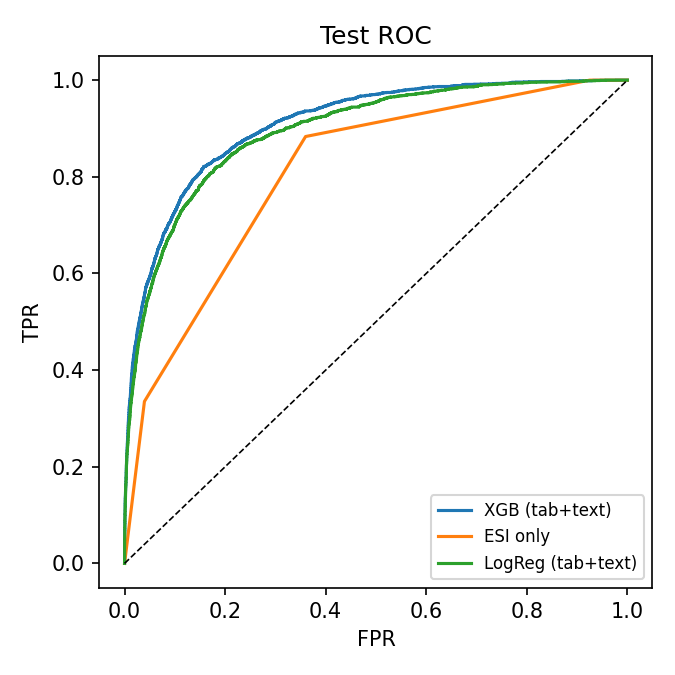 Test ROC
1.0
0.8
0.6
0.4
0.2
0.0
TPR
XGB (tab+text)
ESI only
LogReg (tab+text)
0.0 0.2 0.4 0.6 0.8 1.0
FPR